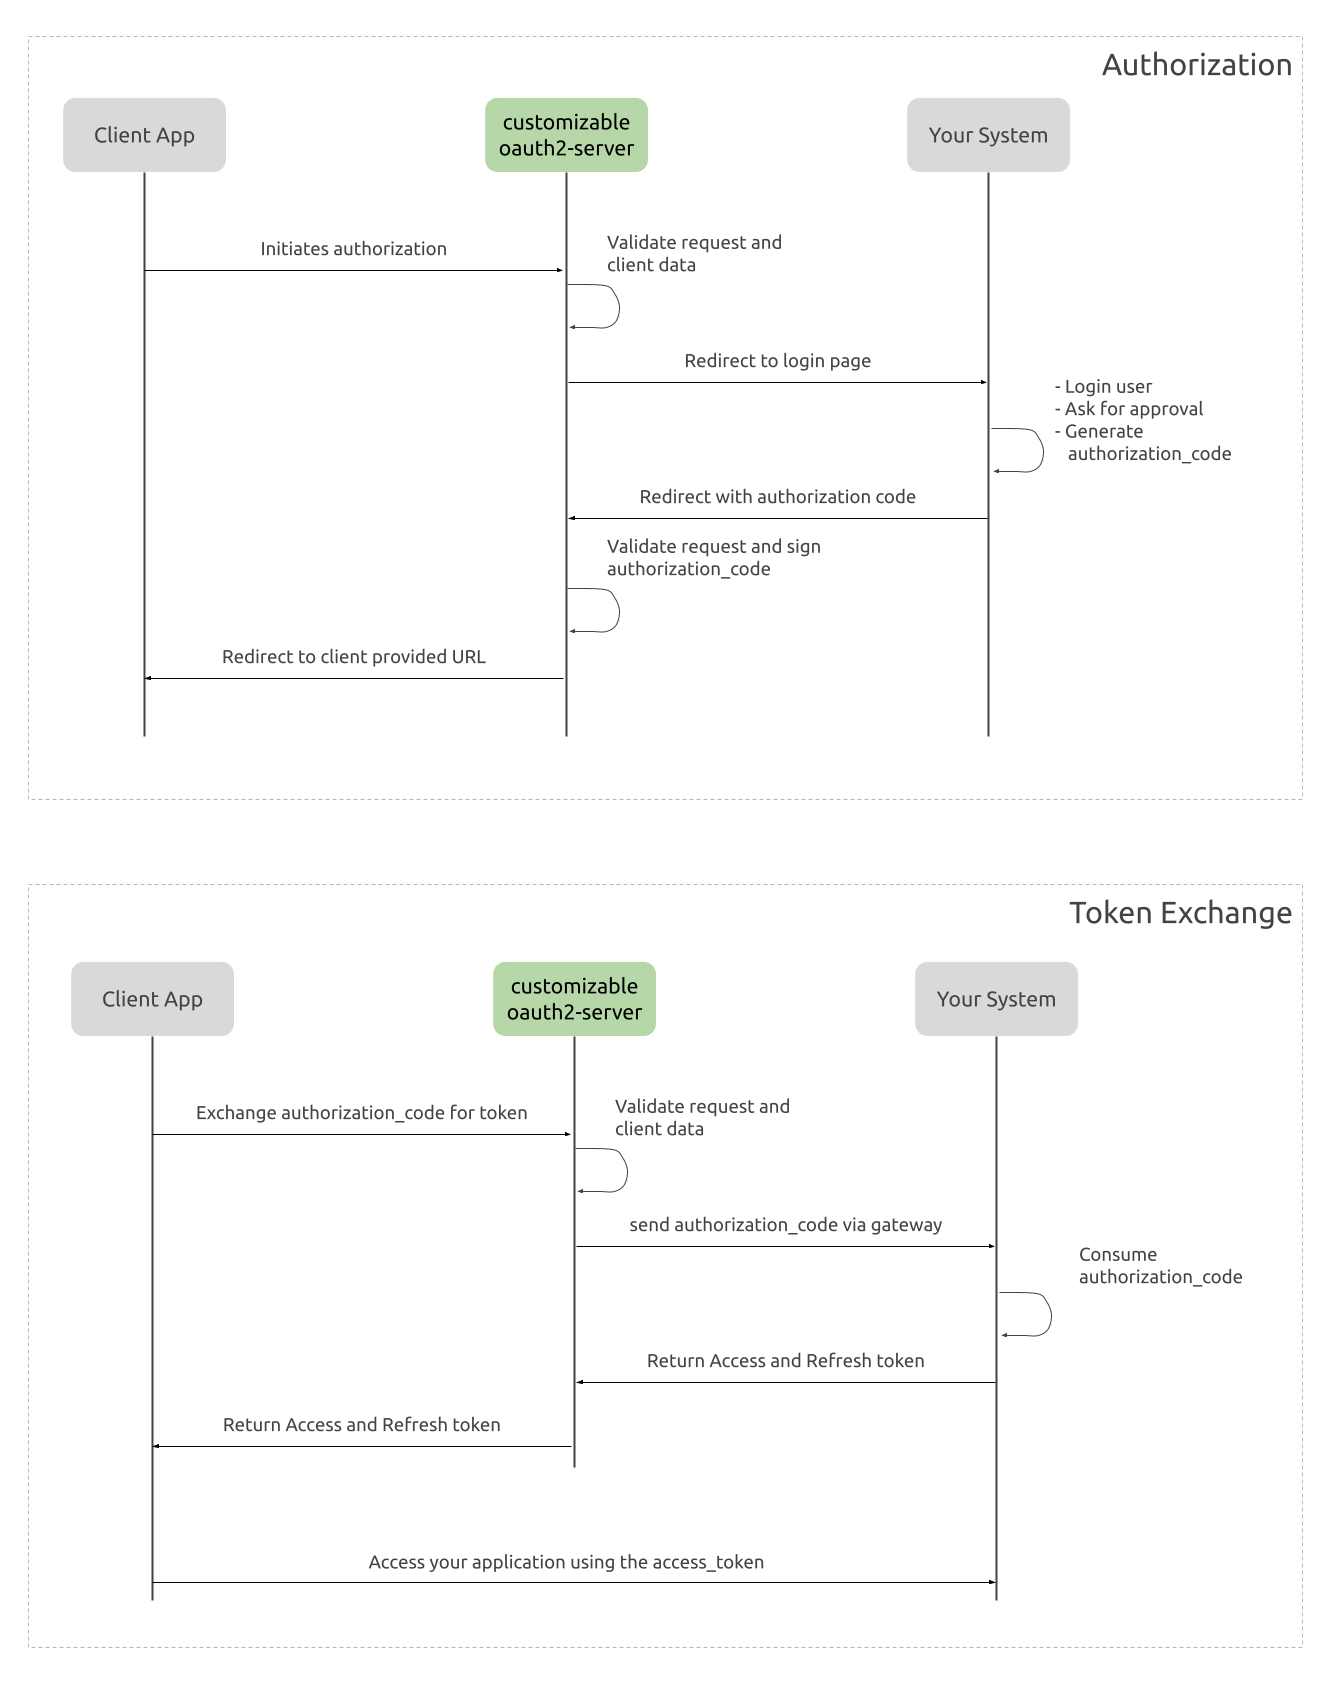 Authorization
Client App
customizable
oauth2-server
Your System
Initiates authorization
Validate request and
client data
Redirect to login page
- Login user
- Ask for approval
- Generate
authorization_code
Redirect with authorization code
Validate request and sign
authorization_code
Redirect to client provided URL
Token Exchange
Client App
customizable
oauth2-server
Your System
Exchange authorization_code for token
Validate request and
client data
send authorization_code via gateway
Consume
authorization_code
Return Access and Refresh token
Return Access and Refresh token
Access your application using the access_token